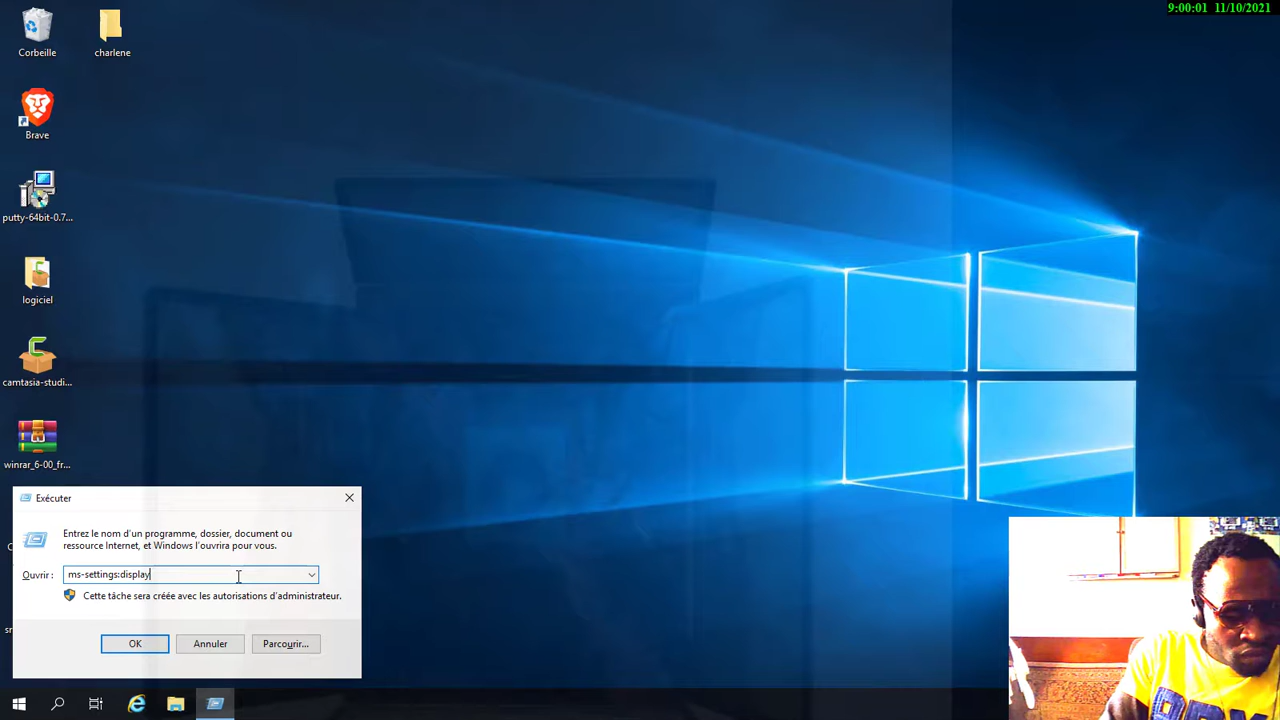 9:00:01 11/10/2021
Corbeille
charlene
Brave
putty-64bit-0.7...
logiciel
camtasia-studi...
winrar_6-00_fr...
Exécuter
Entrez le nom d'un programme, dossier, document ou
ressource Internet, et Windows l'ouvrira pour vous.
Ouvrir : ms-settings:display
Cette tâche sera créée avec les autorisations d'administrateur.
OK Annuler Parcourir...